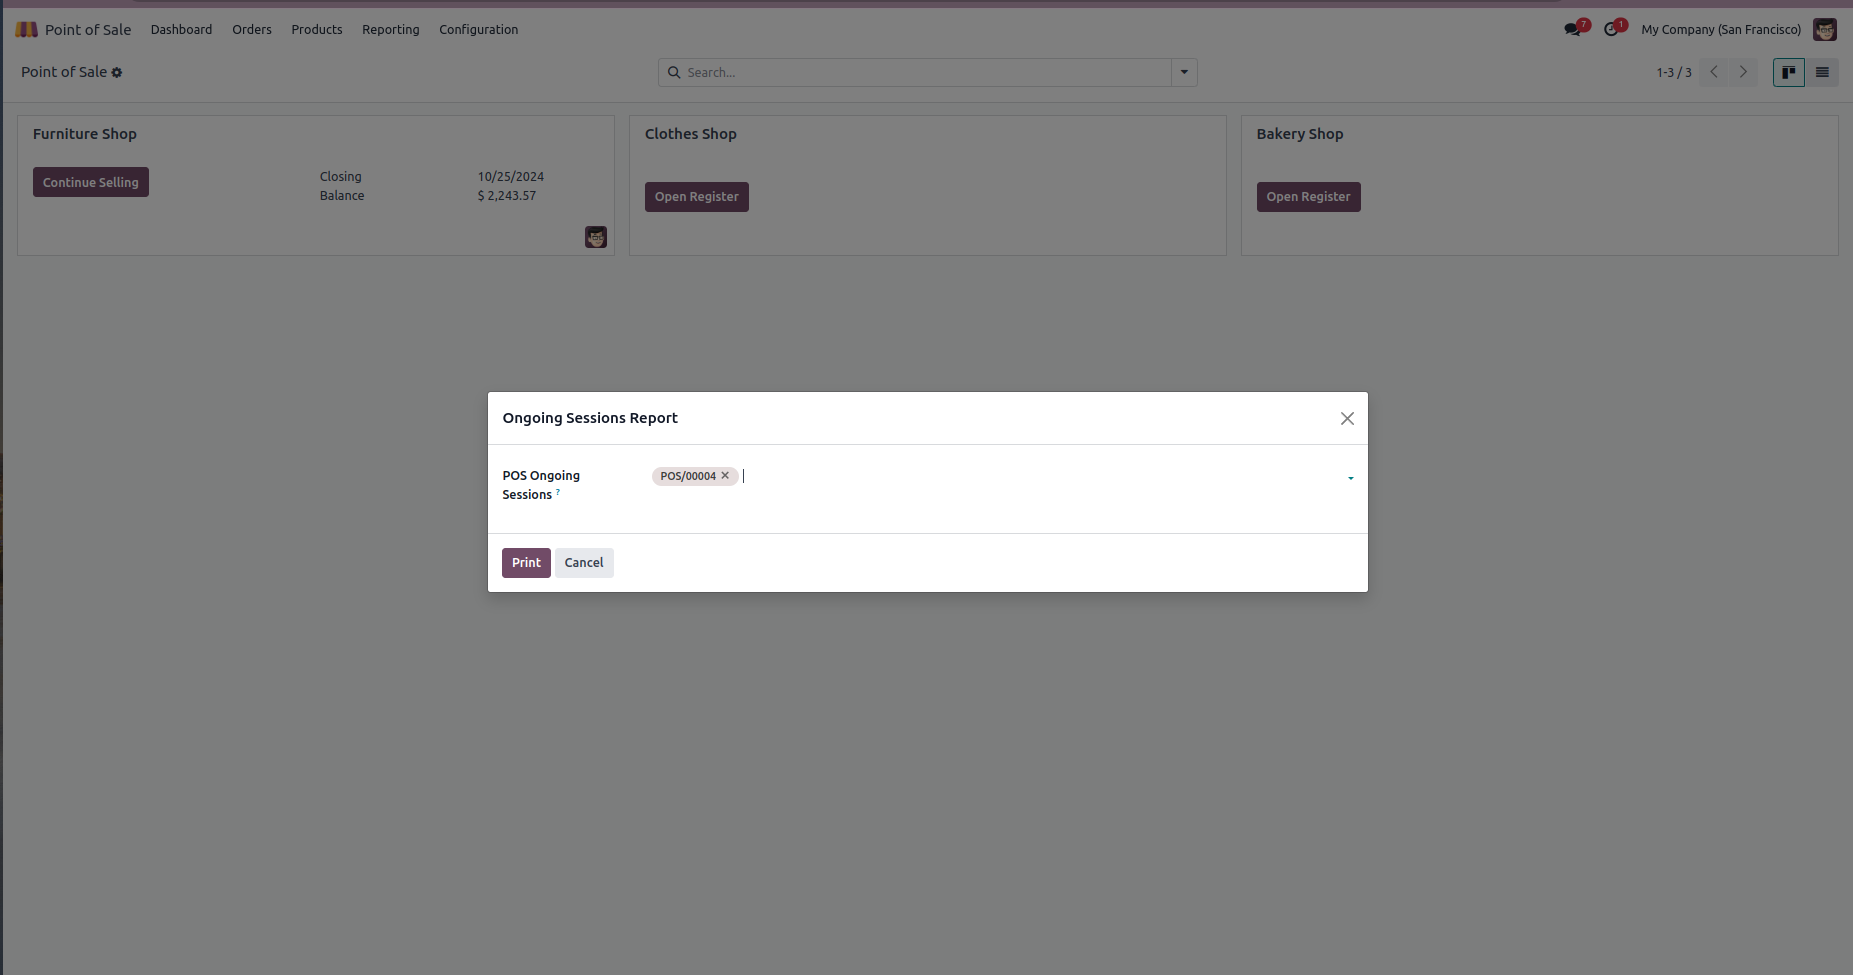 Point of Sale Dashboard Orders Products Reporting Configuration 7 1 My Company (San Francisco)
Point of Sale Search... 1-3 / 3
Furniture Shop
Continue Selling
Closing 10/25/2024
Balance $ 2,243.57
Clothes Shop
Open Register
Bakery Shop
Open Register
Ongoing Sessions Report
POS Ongoing
Sessions ?
POS/00004
Print Cancel